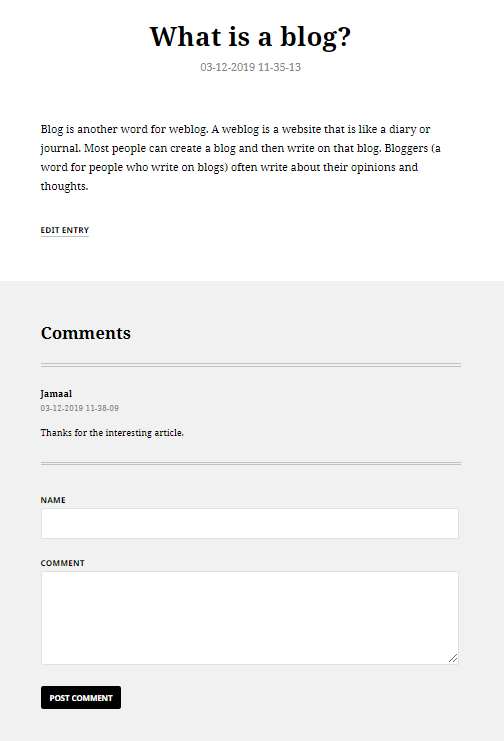 What is a blog?
03-12-2019 11-35-13
Blog is another word for weblog. A weblog is a website that is like a diary or
journal. Most people can create a blog and then write on that blog. Bloggers (a
word for people who write on blogs) often write about their opinions and
thoughts.
EDIT ENTRY
Comments
Jamaal
03-12-2019 11-38-09
Thanks for the interesting article.
NAME
COMMENT
POST COMMENT